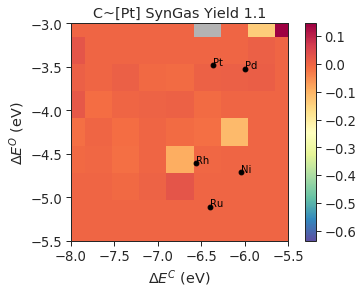 C~[Pt] SynGas Yield 1.1
−3.0
−3.5
−4.0
−4.5
−5.0
−5.5
ΔE^O (eV)
Pt
Pd
Rh
Ni
Ru
−8.0 −7.5 −7.0 −6.5 −6.0 −5.5
ΔE^C (eV)
0.1
0.0
−0.1
−0.2
−0.3
−0.4
−0.5
−0.6